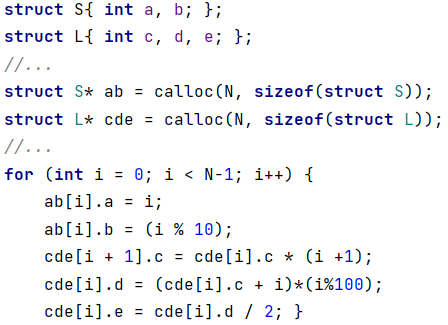 struct S{ int a, b; };
struct L{ int c, d, e; };
//...
struct S* ab = calloc(N, sizeof(struct S));
struct L* cde = calloc(N, sizeof(struct L));
//...
for (int i = 0; i < N-1; i++) {
    ab[i].a = i;
    ab[i].b = (i % 10);
    cde[i + 1].c = cde[i].c * (i +1);
    cde[i].d = (cde[i].c + i)*(i%100);
    cde[i].e = cde[i].d / 2; }